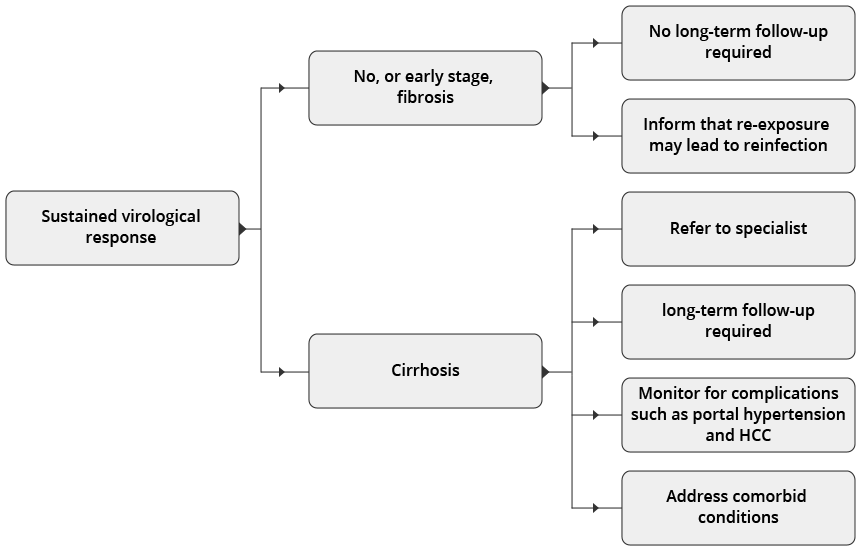 No long-term follow-up
required
No, or early stage,
fibrosis
Inform that re-exposure
may lead to reinfection
Sustained virological
response
Refer to specialist
long-term follow-up
required
Cirrhosis
Monitor for complications
such as portal hypertension
and HCC
Address comorbid
conditions